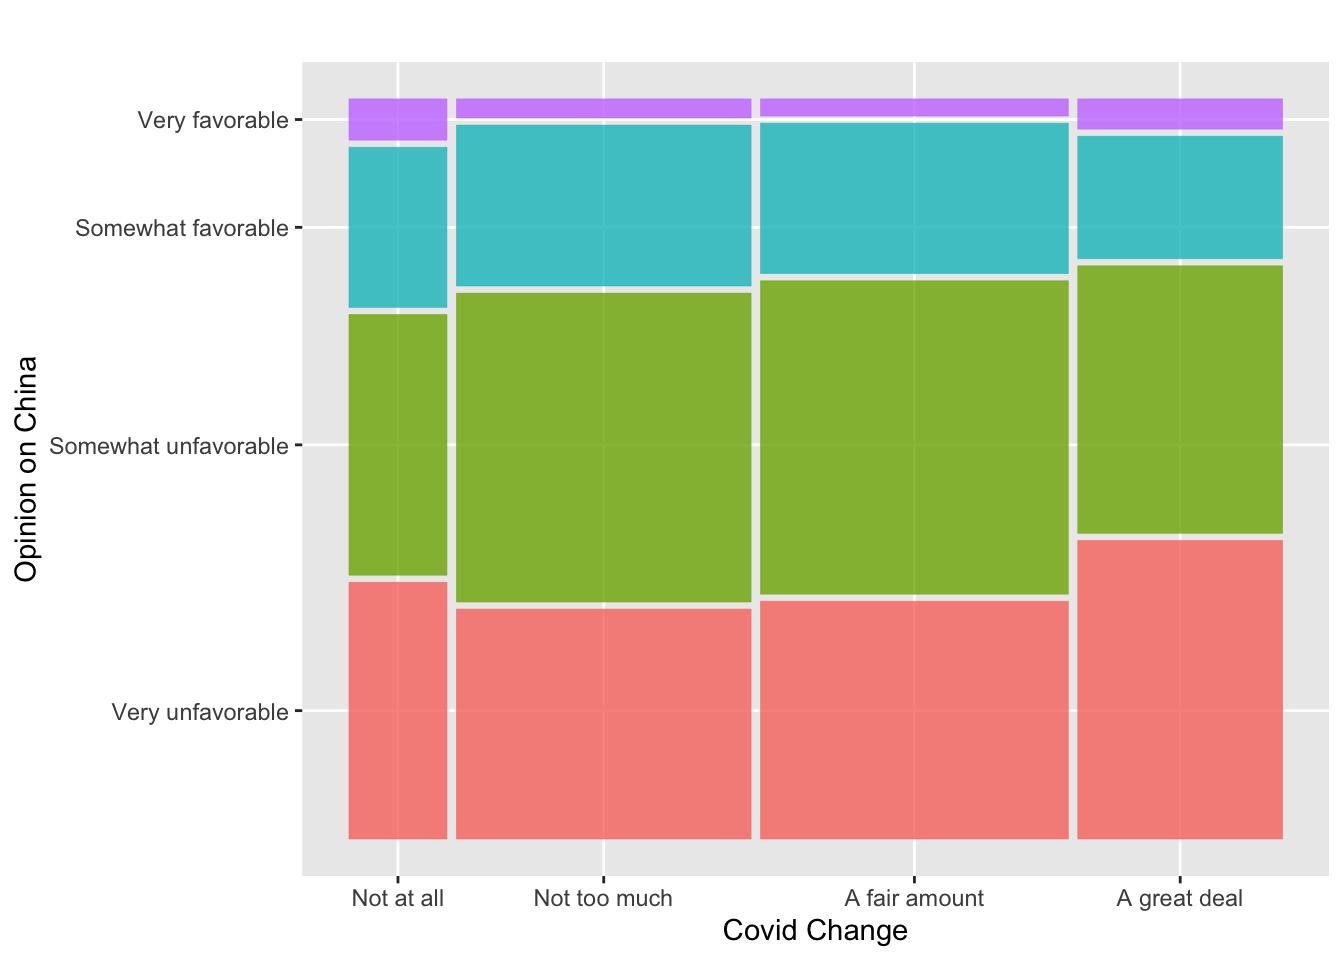 Very favorable
Somewhat favorable
Somewhat unfavorable
Very unfavorable
Opinion on China
Not at all
Not too much
A fair amount
A great deal
Covid Change